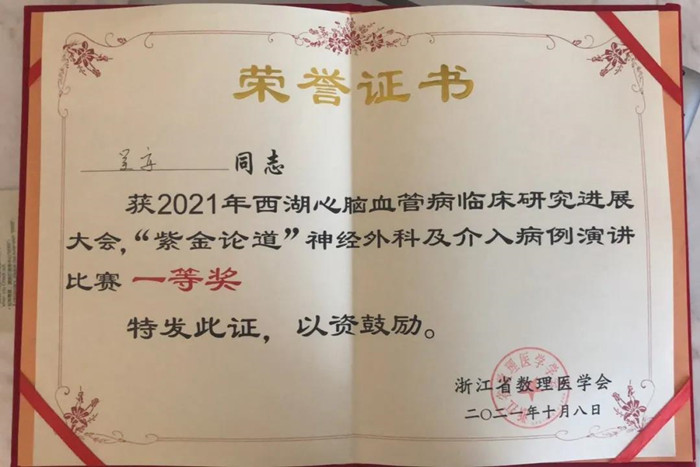 荣誉证书
同志
获2021年西湖心脑血管病临床研究进展
大会，“紫金论道”神经外科及介入病例演讲
比赛 一等奖
特发此证，以资鼓励。
浙江省数理医学会
二〇二一年十月八日